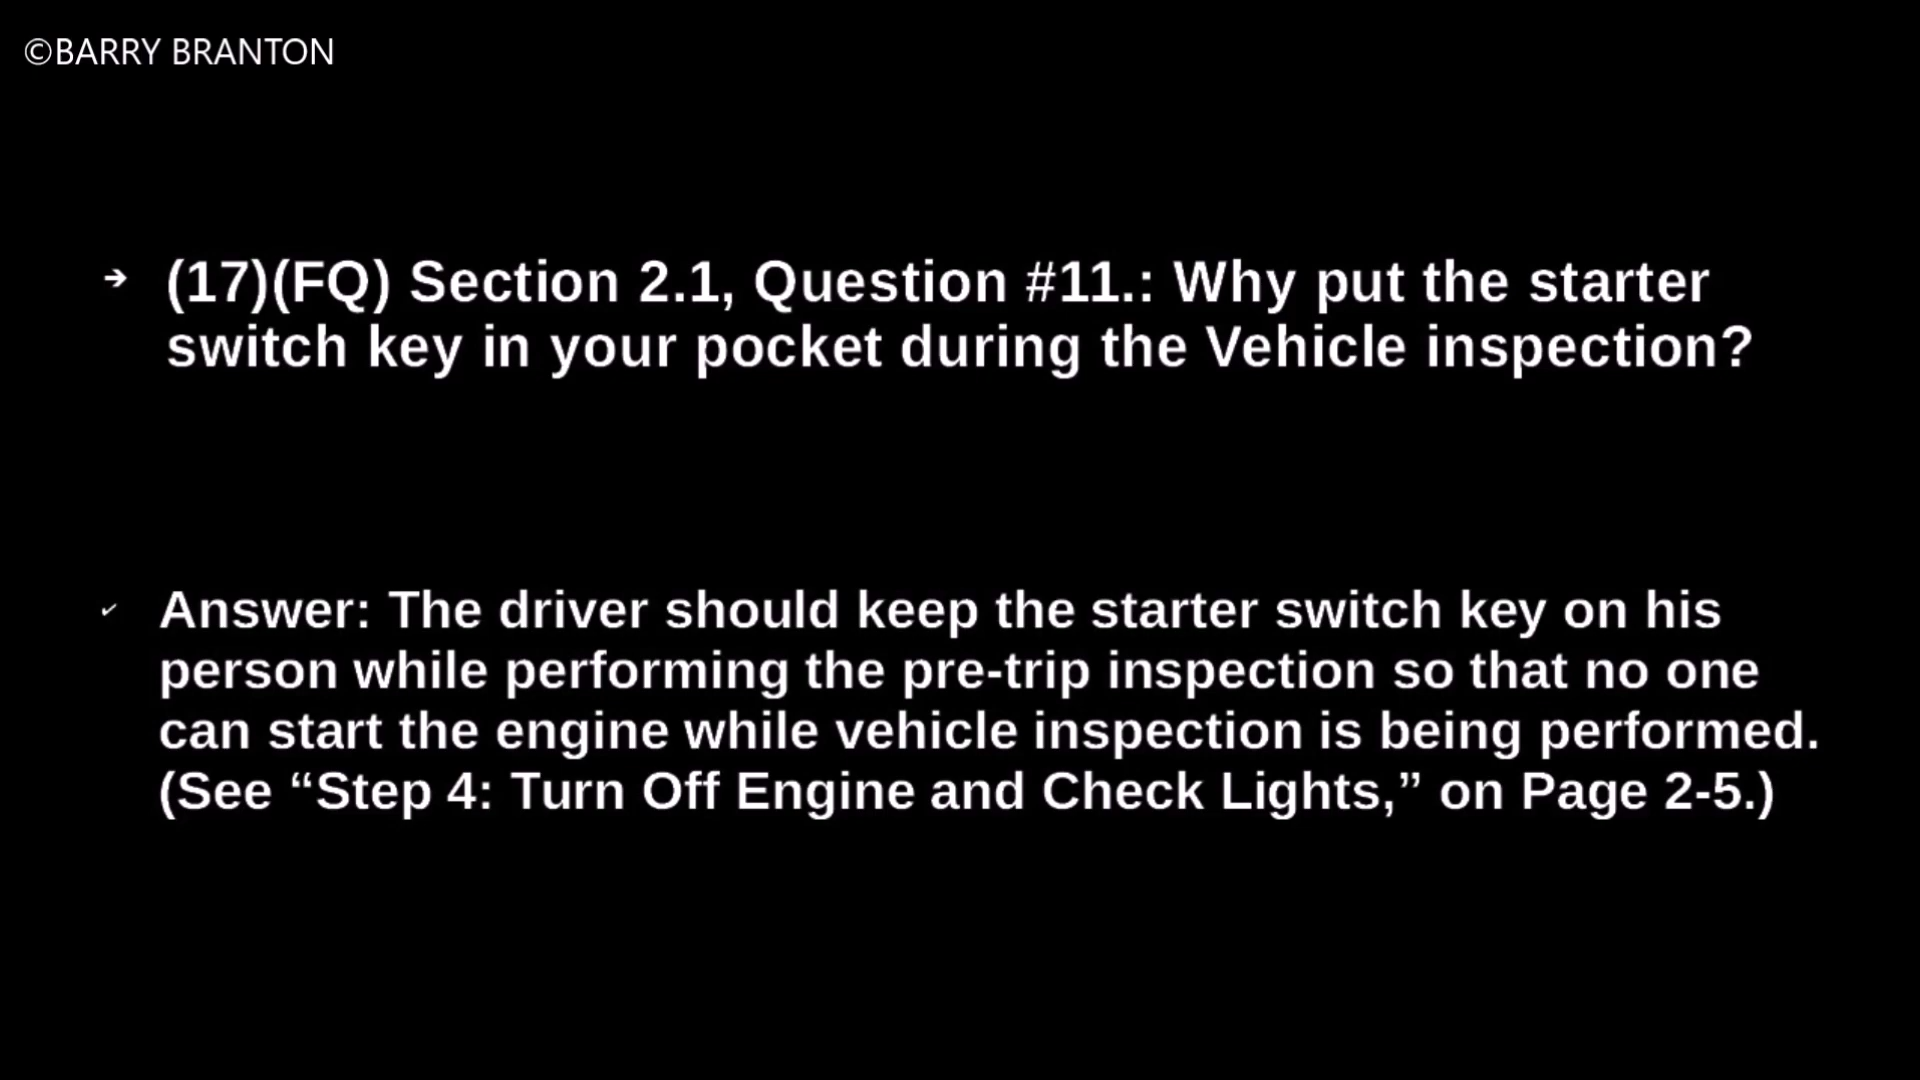 ©BARRY BRANTON
➔ (17)(FQ) Section 2.1, Question #11.: Why put the starter
switch key in your pocket during the Vehicle inspection?
✓ Answer: The driver should keep the starter switch key on his
person while performing the pre-trip inspection so that no one
can start the engine while vehicle inspection is being performed.
(See “Step 4: Turn Off Engine and Check Lights,” on Page 2-5.)